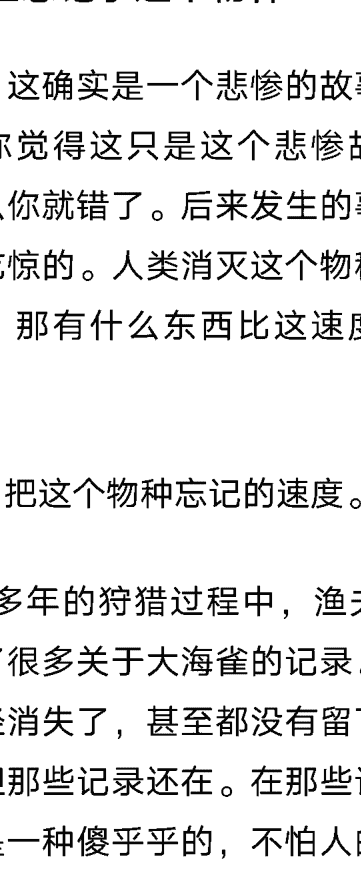 这确实是一个悲惨的故
觉得这只是这个悲惨
你就错了。后来发生的
惊的。人类消灭这个物
那有什么东西比这速
把这个物种忘记的速度。
多年的狩猎过程中，渔
很多关于大海雀的记录
消失了，甚至都没有留
那些记录还在。在那些
一种傻乎乎的，不怕人